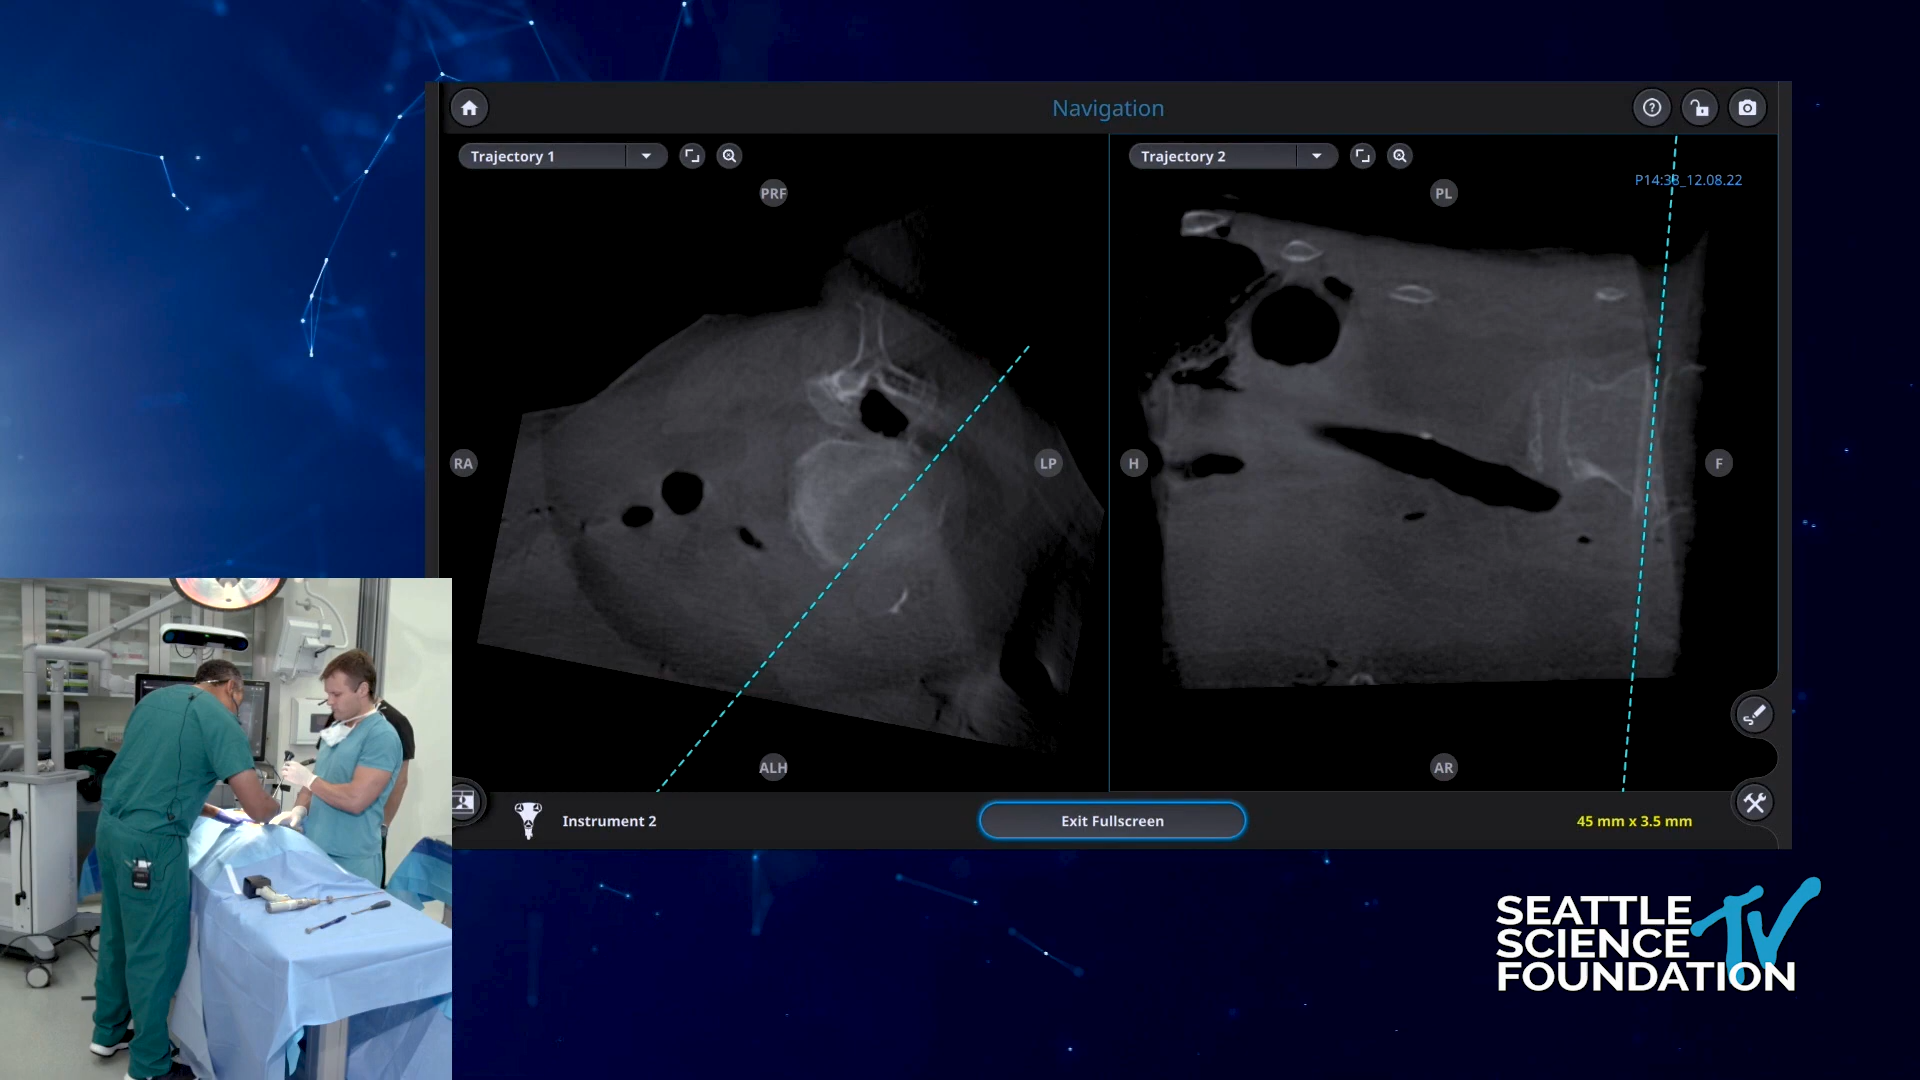 Navigation
Trajectory 1
Trajectory 2
PRF
PL
P14:38_12.08.22
RA
LP
H
F
ALH
AR
Instrument 2
Exit Fullscreen
45 mm x 3.5 mm
SEATTLE
SCIENCE
FOUNDATION
TV